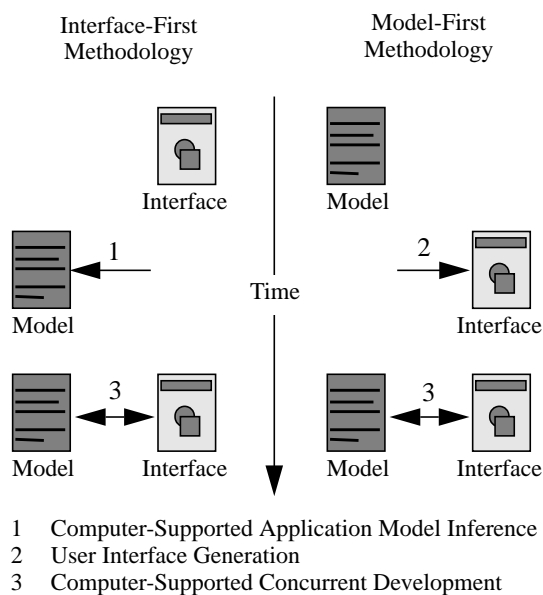 Interface-First
Methodology
Model-First
Methodology
Interface
Model
1
2
Model
Time
Interface
3
3
Model
Interface
Model
Interface
1 Computer-Supported Application Model Inference
2 User Interface Generation
3 Computer-Supported Concurrent Development